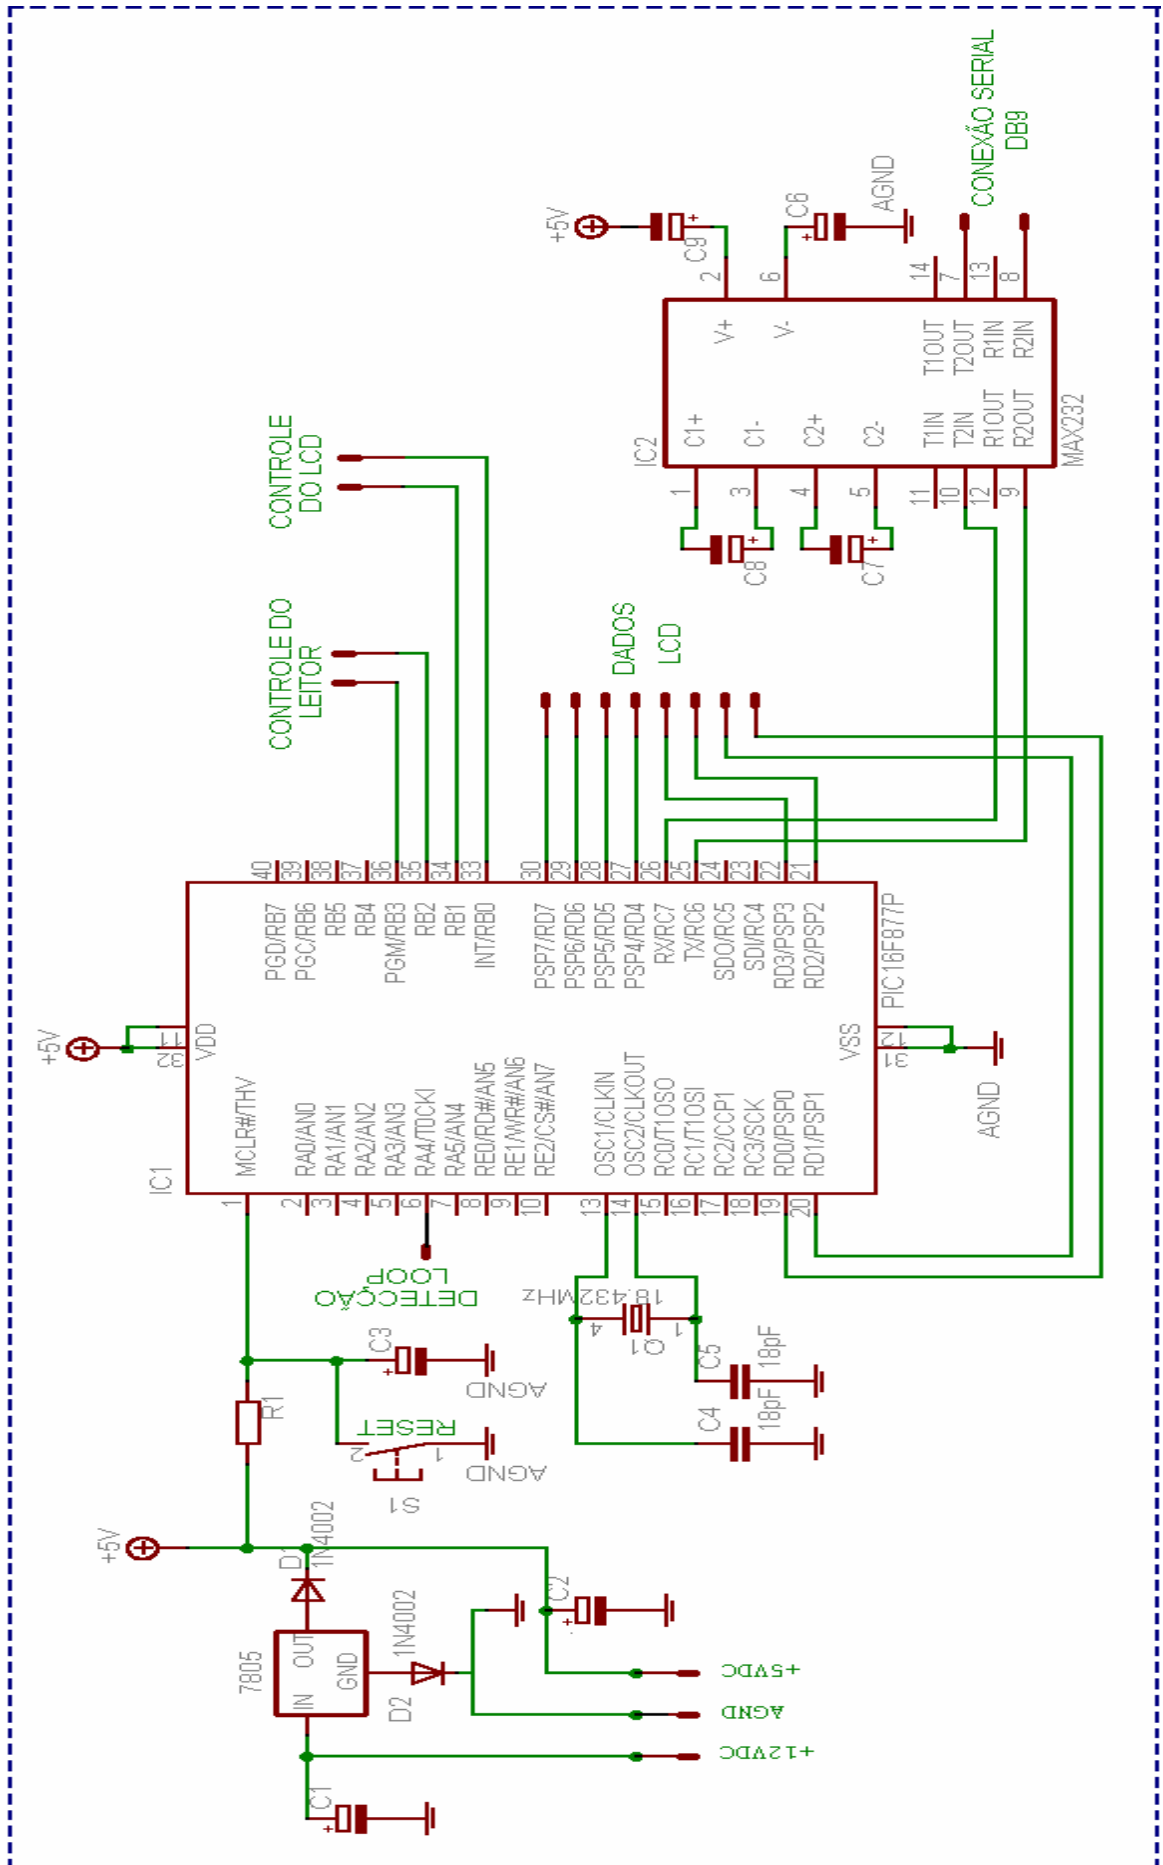 CONEXÃO SERIAL
DB9
+5V
C9
C6
AGND
2
6
14
7
13
8
V+
V-
T1OUT
T2OUT
R1IN
R2IN
C1+
C1-
C2+
C2-
T1IN
T2IN
R1OUT
R2OUT
IC2
MAX232
1
3
4
5
11
10
12
9
C8
C7
CONTROLE
DO LCD
CONTROLE DO
LEITOR
DADOS
LCD
40
39
38
37
36
35
34
33
30
29
28
27
26
25
24
23
22
21
PGD/RB7
PGC/RB6
RB5
RB4
PGM/RB3
RB2
RB1
INT/RB0
PSP7/RD7
PSP6/RD6
PSP5/RD5
PSP4/RD4
RX/RC7
TX/RC6
SDO/RC5
SDI/RC4
RD3/PSP3
RD2/PSP2
PIC16F877P
+5V
11
32
VDD
VSS
12
31
AGND
IC1
MCLR#/THV
RA0/AN0
RA1/AN1
RA2/AN2
RA3/AN3
RA4/T0CKI
RA5/AN4
RE0/RD#/AN5
RE1/WR#/AN6
RE2/CS#/AN7
OSC1/CLKIN
OSC2/CLKOUT
RC0/T1OSO
RC1/T1OSI
RC2/CCP1
RC3/SCK
RD0/PSP0
RD1/PSP1
1
2
3
4
5
6
7
8
9
10
13
14
15
16
17
18
19
20
DETECÇÃO
LOOP
18.432MHz
4
1
Q1
C3
AGND
R1
RESET
2
1
AGND
S1
C5
18pF
C4
18pF
+5V
D1
1N4002
7805
IN
OUT
GND
D2
1N4002
C2
+5VDC
AGND
+12VDC
C1